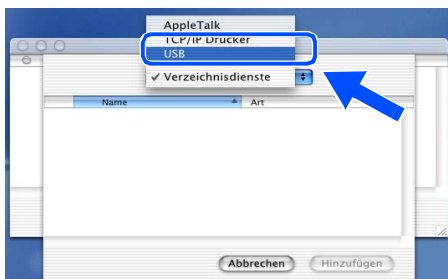 AppleTalk
TCP/IP Drucker
USB
✓ Verzeichnisdienste
Name Art
Abbrechen Hinzufügen